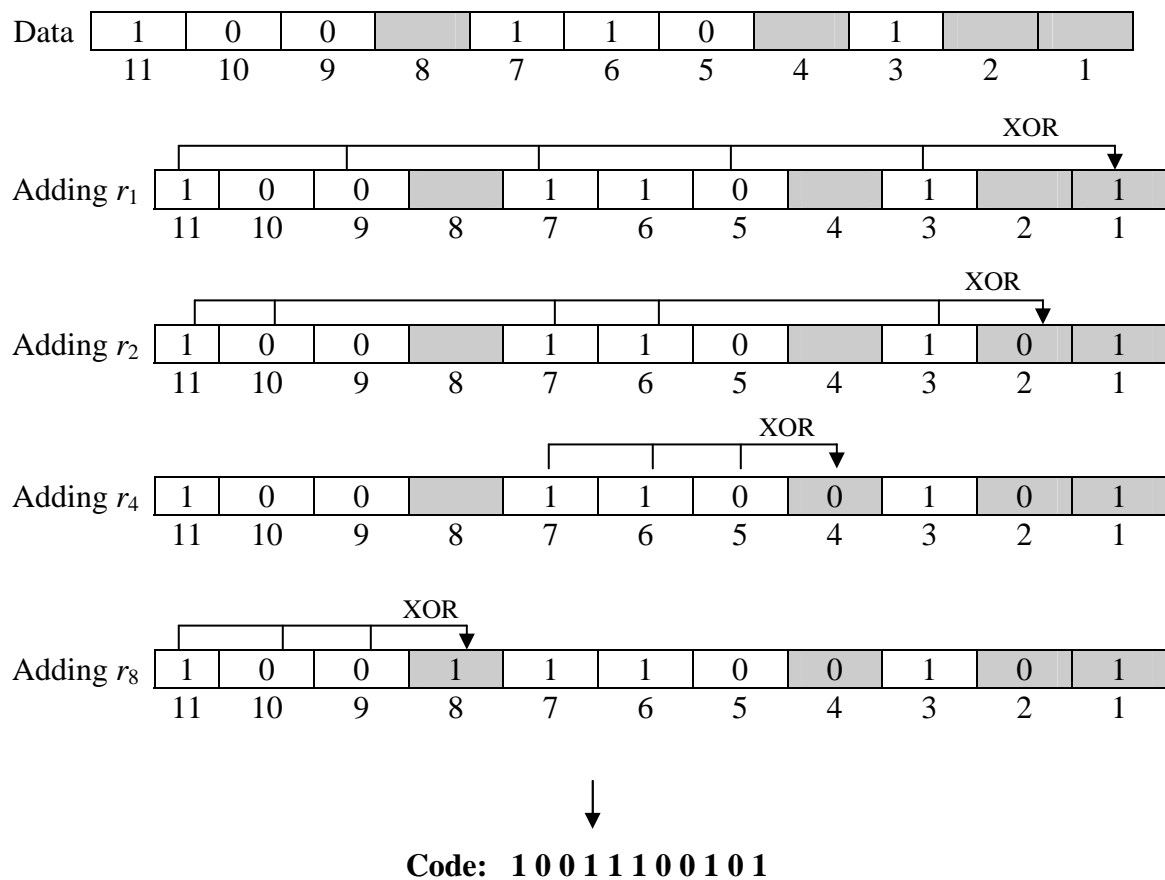 Data 1 0 0 1 1 0 1
11 10 9 8 7 6 5 4 3 2 1
XOR
Adding r1 1 0 0 1 1 0 1 1
11 10 9 8 7 6 5 4 3 2 1
XOR
Adding r2 1 0 0 1 1 0 1 0 1
11 10 9 8 7 6 5 4 3 2 1
XOR
Adding r4 1 0 0 1 1 0 0 1 0 1
11 10 9 8 7 6 5 4 3 2 1
XOR
Adding r8 1 0 0 1 1 1 0 0 1 0 1
11 10 9 8 7 6 5 4 3 2 1
Code: 1 0 0 1 1 1 0 0 1 0 1